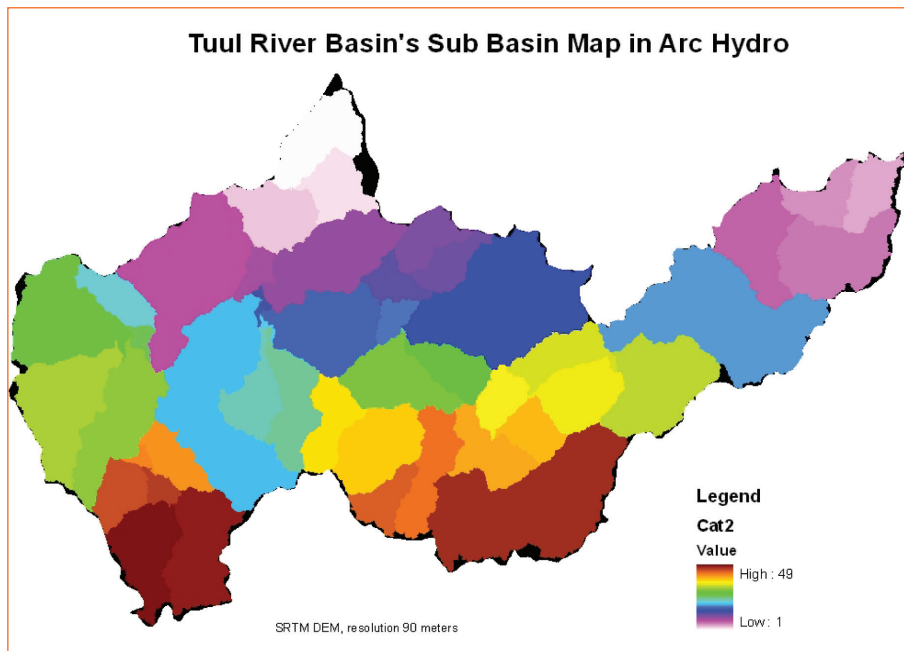 Tuul River Basin's Sub Basin Map in Arc Hydro
Legend
Cat2
Value
High : 49
Low : 1
SRTM DEM, resolution 90 meters